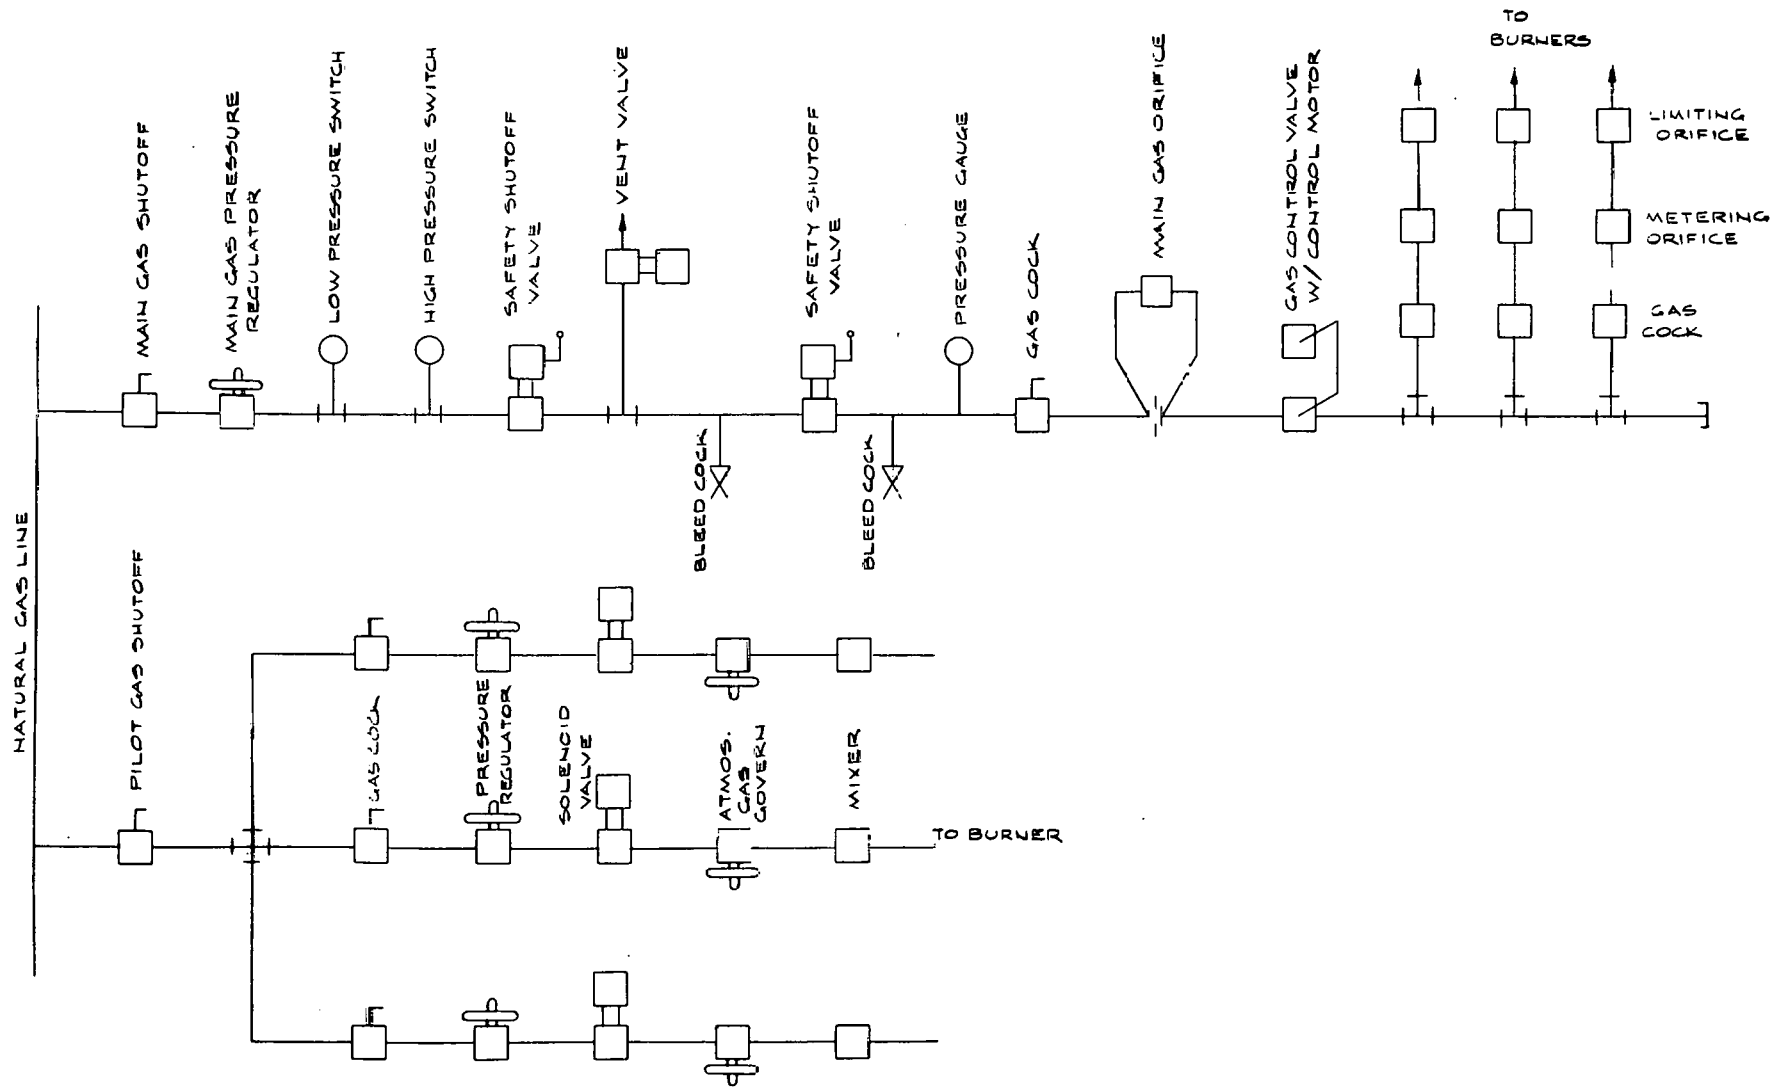 TO
BURNERS
MAIN GAS SHUTOFF
MAIN GAS PRESSURE
REGULATOR
LOW PRESSURE SWITCH
HIGH PRESSURE SWITCH
SAFETY SHUTOFF
VALVE
VENT VALVE
SAFETY SHUTOFF
VALVE
PRESSURE GAUGE
GAS COCK
MAIN GAS ORIFICE
GAS CONTROL VALVE
W/ CONTROL MOTOR
LIMITING
ORIFICE
METERING
ORIFICE
GAS
COCK
BLEED COCK
BLEED COCK
NATURAL GAS LINE
PILOT GAS SHUTOFF
GAS COCK
PRESSURE
REGULATOR
SOLENOID
VALVE
ATMOS.
GAS
GOVERN
MIXER
TO BURNER